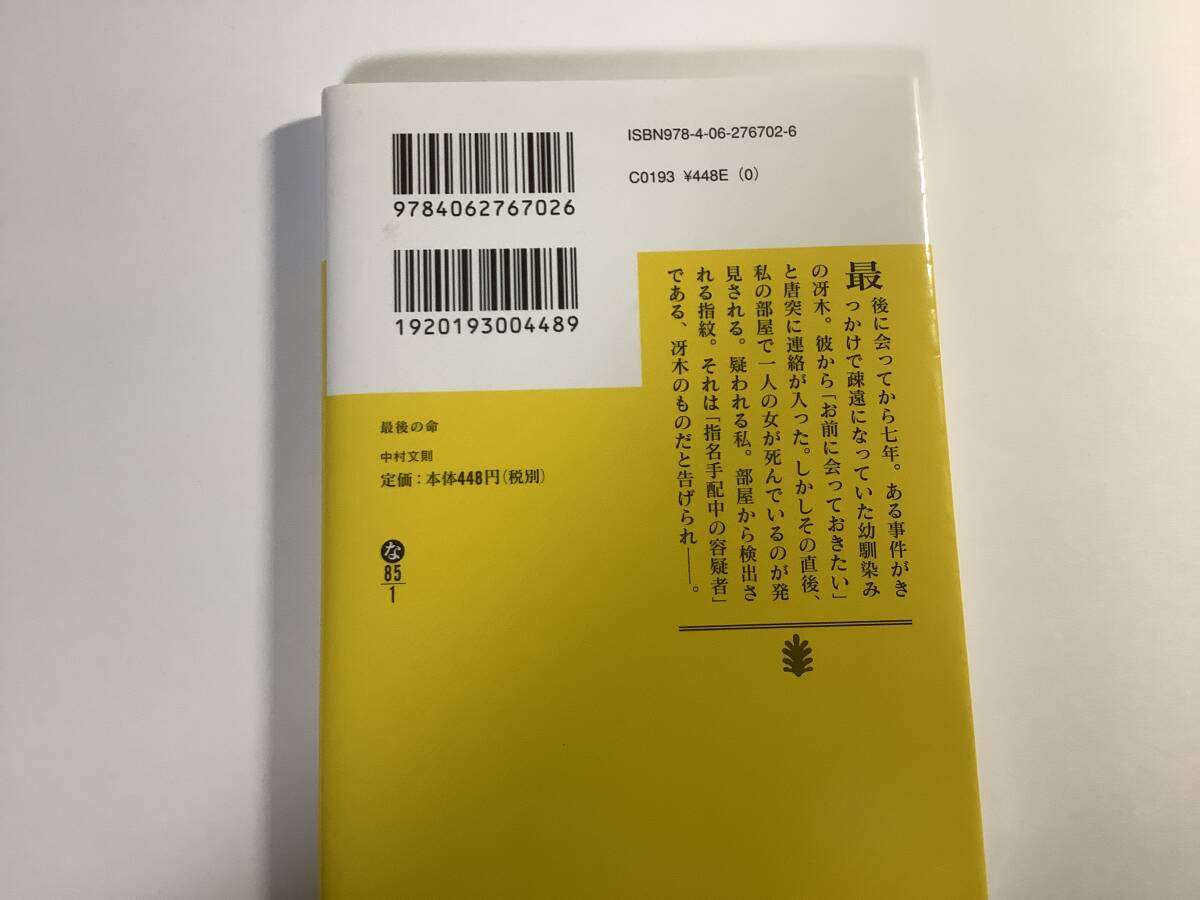 ISBN978-4-06-276702-6
C0193 ¥448E (0)
9784062767026
1920193004489
最後に会ってから七年。ある事件がき
っかけで疎遠になっていた幼馴染み
の冴木。彼から「お前に会っておきたい」
と唐突に連絡が入った。しかしその直後、
私の部屋で一人の女が死んでいるのが発
見される。疑われる私。部屋から検出さ
れる指紋。それは「指名手配中の容疑者」
である、冴木のものだと告げられ――。
最後の命
中村文則
定価：本体448円(税別)
な
85
1